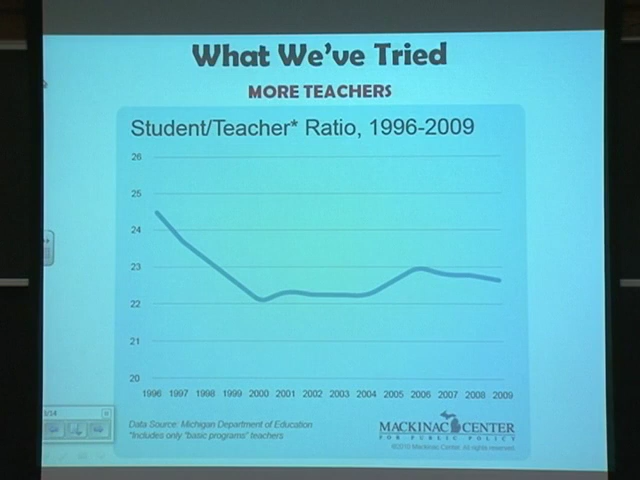 What We've Tried
MORE TEACHERS
Student/Teacher* Ratio, 1996-2009
26
25
24
23
22
21
20
1996 1997 1998 1999 2000 2001 2002 2003 2004 2005 2006 2007 2008 2009
Data Source: Michigan Department of Education
*Includes only "basic programs" teachers
MACKINAC CENTER
FOR PUBLIC POLICY
©2010 Mackinac Center. All rights reserved.